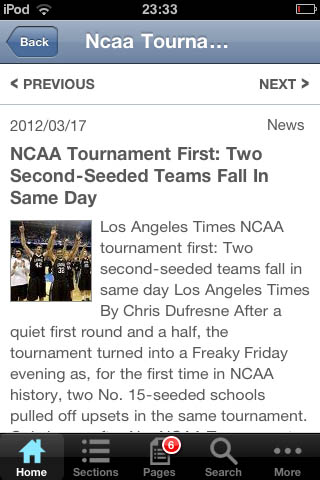 iPod 23:33
Back
Ncaa Tourna...
< PREVIOUS NEXT >
2012/03/17 News
NCAA Tournament First: Two
Second-Seeded Teams Fall In
Same Day
Los Angeles Times NCAA
tournament first: Two
second-seeded teams fall in
same day Los Angeles Times
By Chris Dufresne After a
quiet first round and a half, the
tournament turned into a Freaky Friday
evening as, for the first time in NCAA
history, two No. 15-seeded schools
pulled off upsets in the same tournament.
6
Home Sections Pages Search More